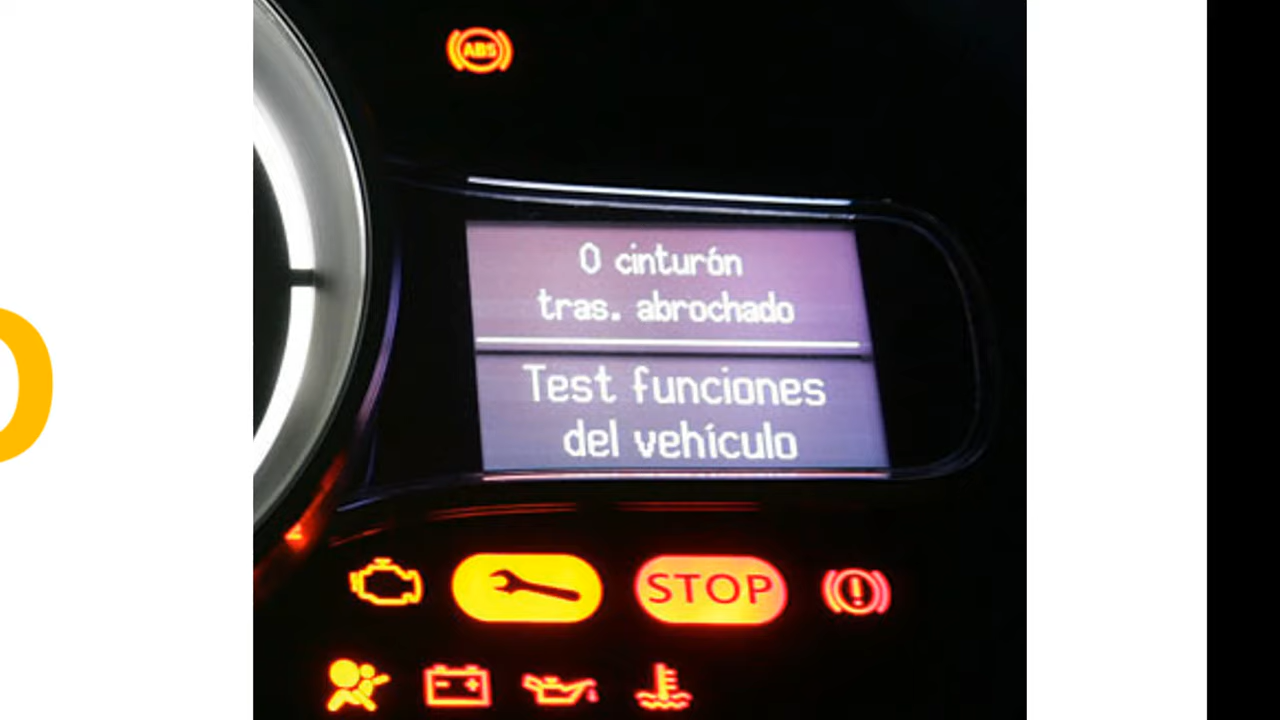 ABS
0 cinturón
tras. abrochado
Test funciones
del vehículo
STOP